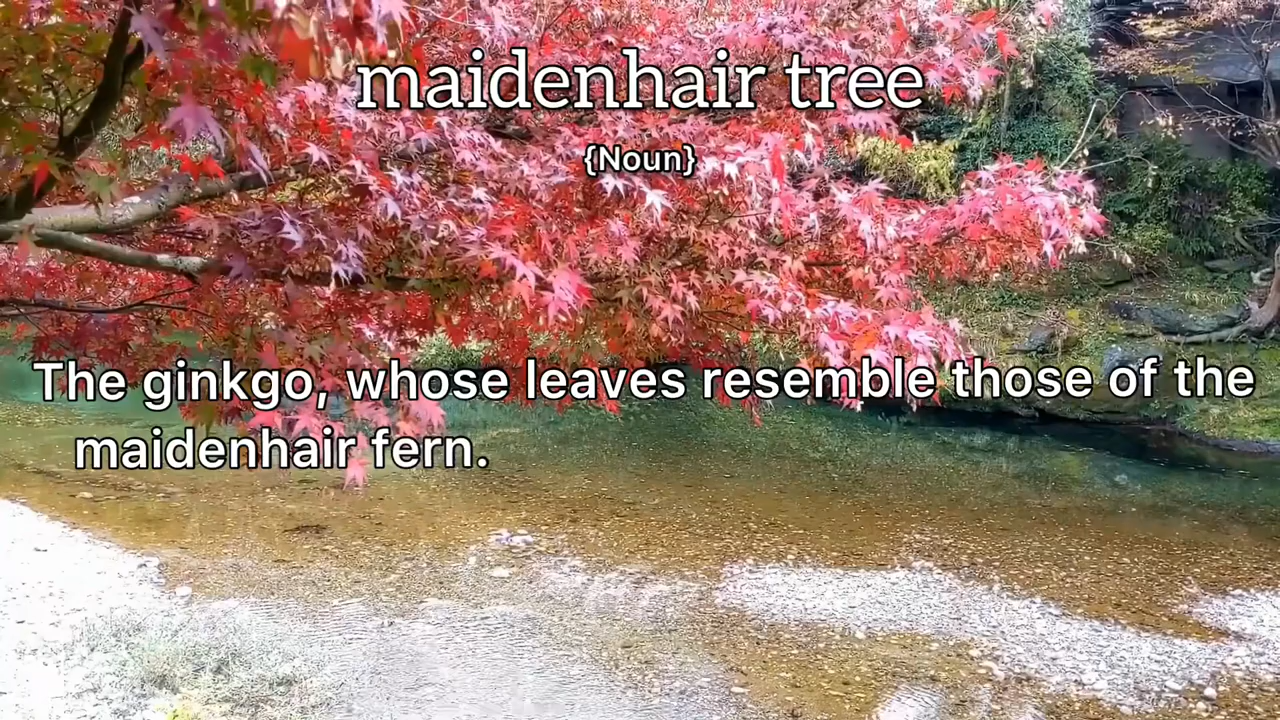 maidenhair tree
{Noun}
The ginkgo, whose leaves resemble those of the
maidenhair fern.